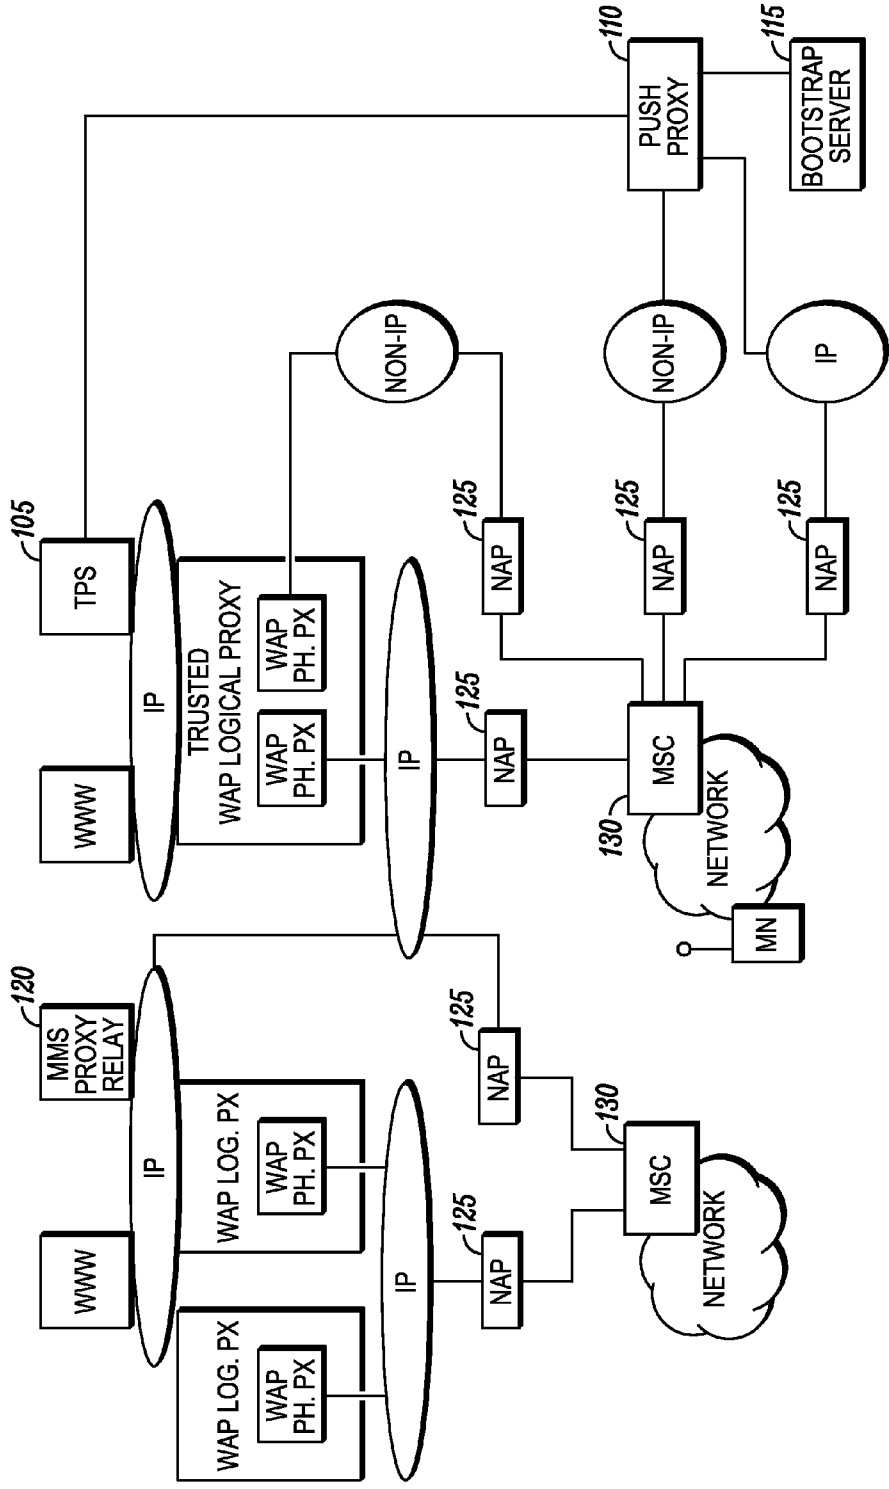 WWW
120
MMS
PROXY
RELAY
WWW
105
TPS
IP
IP
WAP LOG. PX
WAP
PH. PX
WAP LOG. PX
WAP
PH. PX
TRUSTED
WAP LOGICAL PROXY
WAP
PH. PX
WAP
PH. PX
IP
IP
NON-IP
125
NAP
125
NAP
125
NAP
125
NAP
130
MSC
NETWORK
130
MSC
NETWORK
MN
125
NAP
NON-IP
110
PUSH
PROXY
125
NAP
IP
115
BOOTSTRAP
SERVER